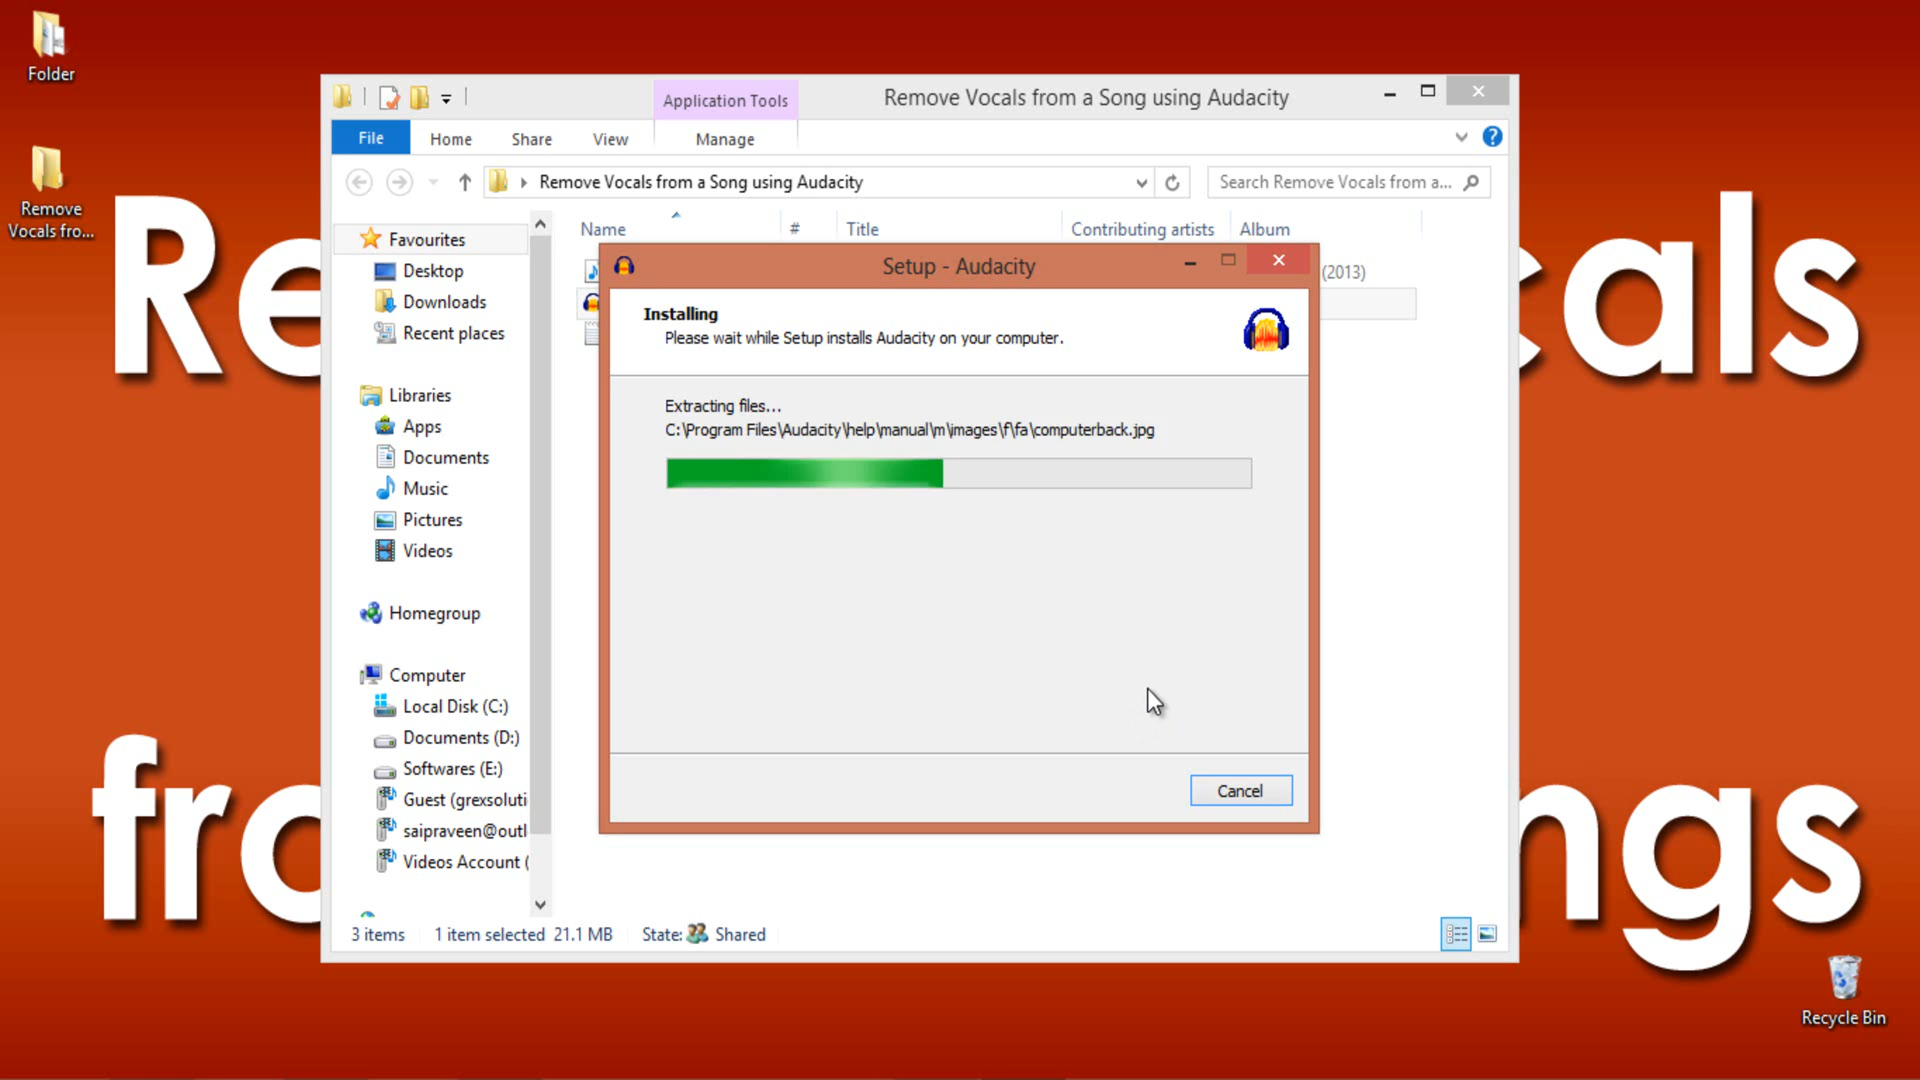 Folder
Remove
Vocals fro...
Application Tools
Remove Vocals from a Song using Audacity
File
Home
Share
View
Manage
Remove Vocals from a Song using Audacity
Search Remove Vocals from a...
Name
#
Title
Contributing artists
Album
Favourites
Desktop
Downloads
Recent places
Libraries
Apps
Documents
Music
Pictures
Videos
Homegroup
Computer
Local Disk (C:)
Documents (D:)
Softwares (E:)
Guest (grexsoluti
saipraveen@outl
Videos Account (
(2013)
Setup - Audacity
Installing
Please wait while Setup installs Audacity on your computer.
Extracting files...
C:\Program Files\Audacity\help\manual\m\images\f\fa\computerback.jpg
Cancel
3 items
1 item selected 21.1 MB
State: Shared
Re
cals
fro
ngs
Recycle Bin